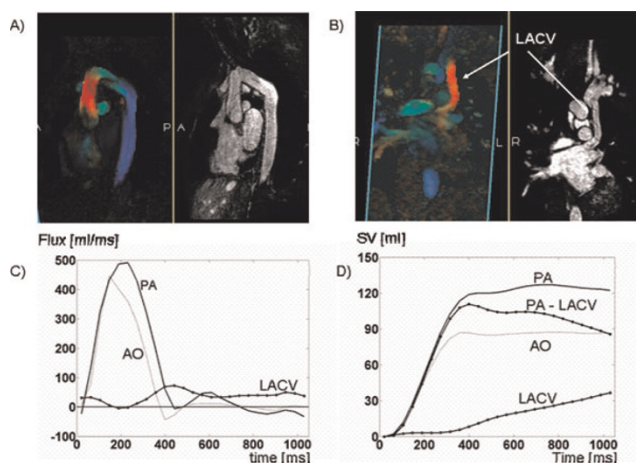 A)
B)
LACV
A
P
A
R
L
R
Flux [ml/ms]
SV [ml]
C)
500
400
300
200
100
0
-100
PA
AO
LACV
0 200 400 600 800 1000
time [ms]
D)
150
120
90
60
30
0
PA
PA - LACV
AO
LACV
0 200 400 600 800 1000
Time [ms]